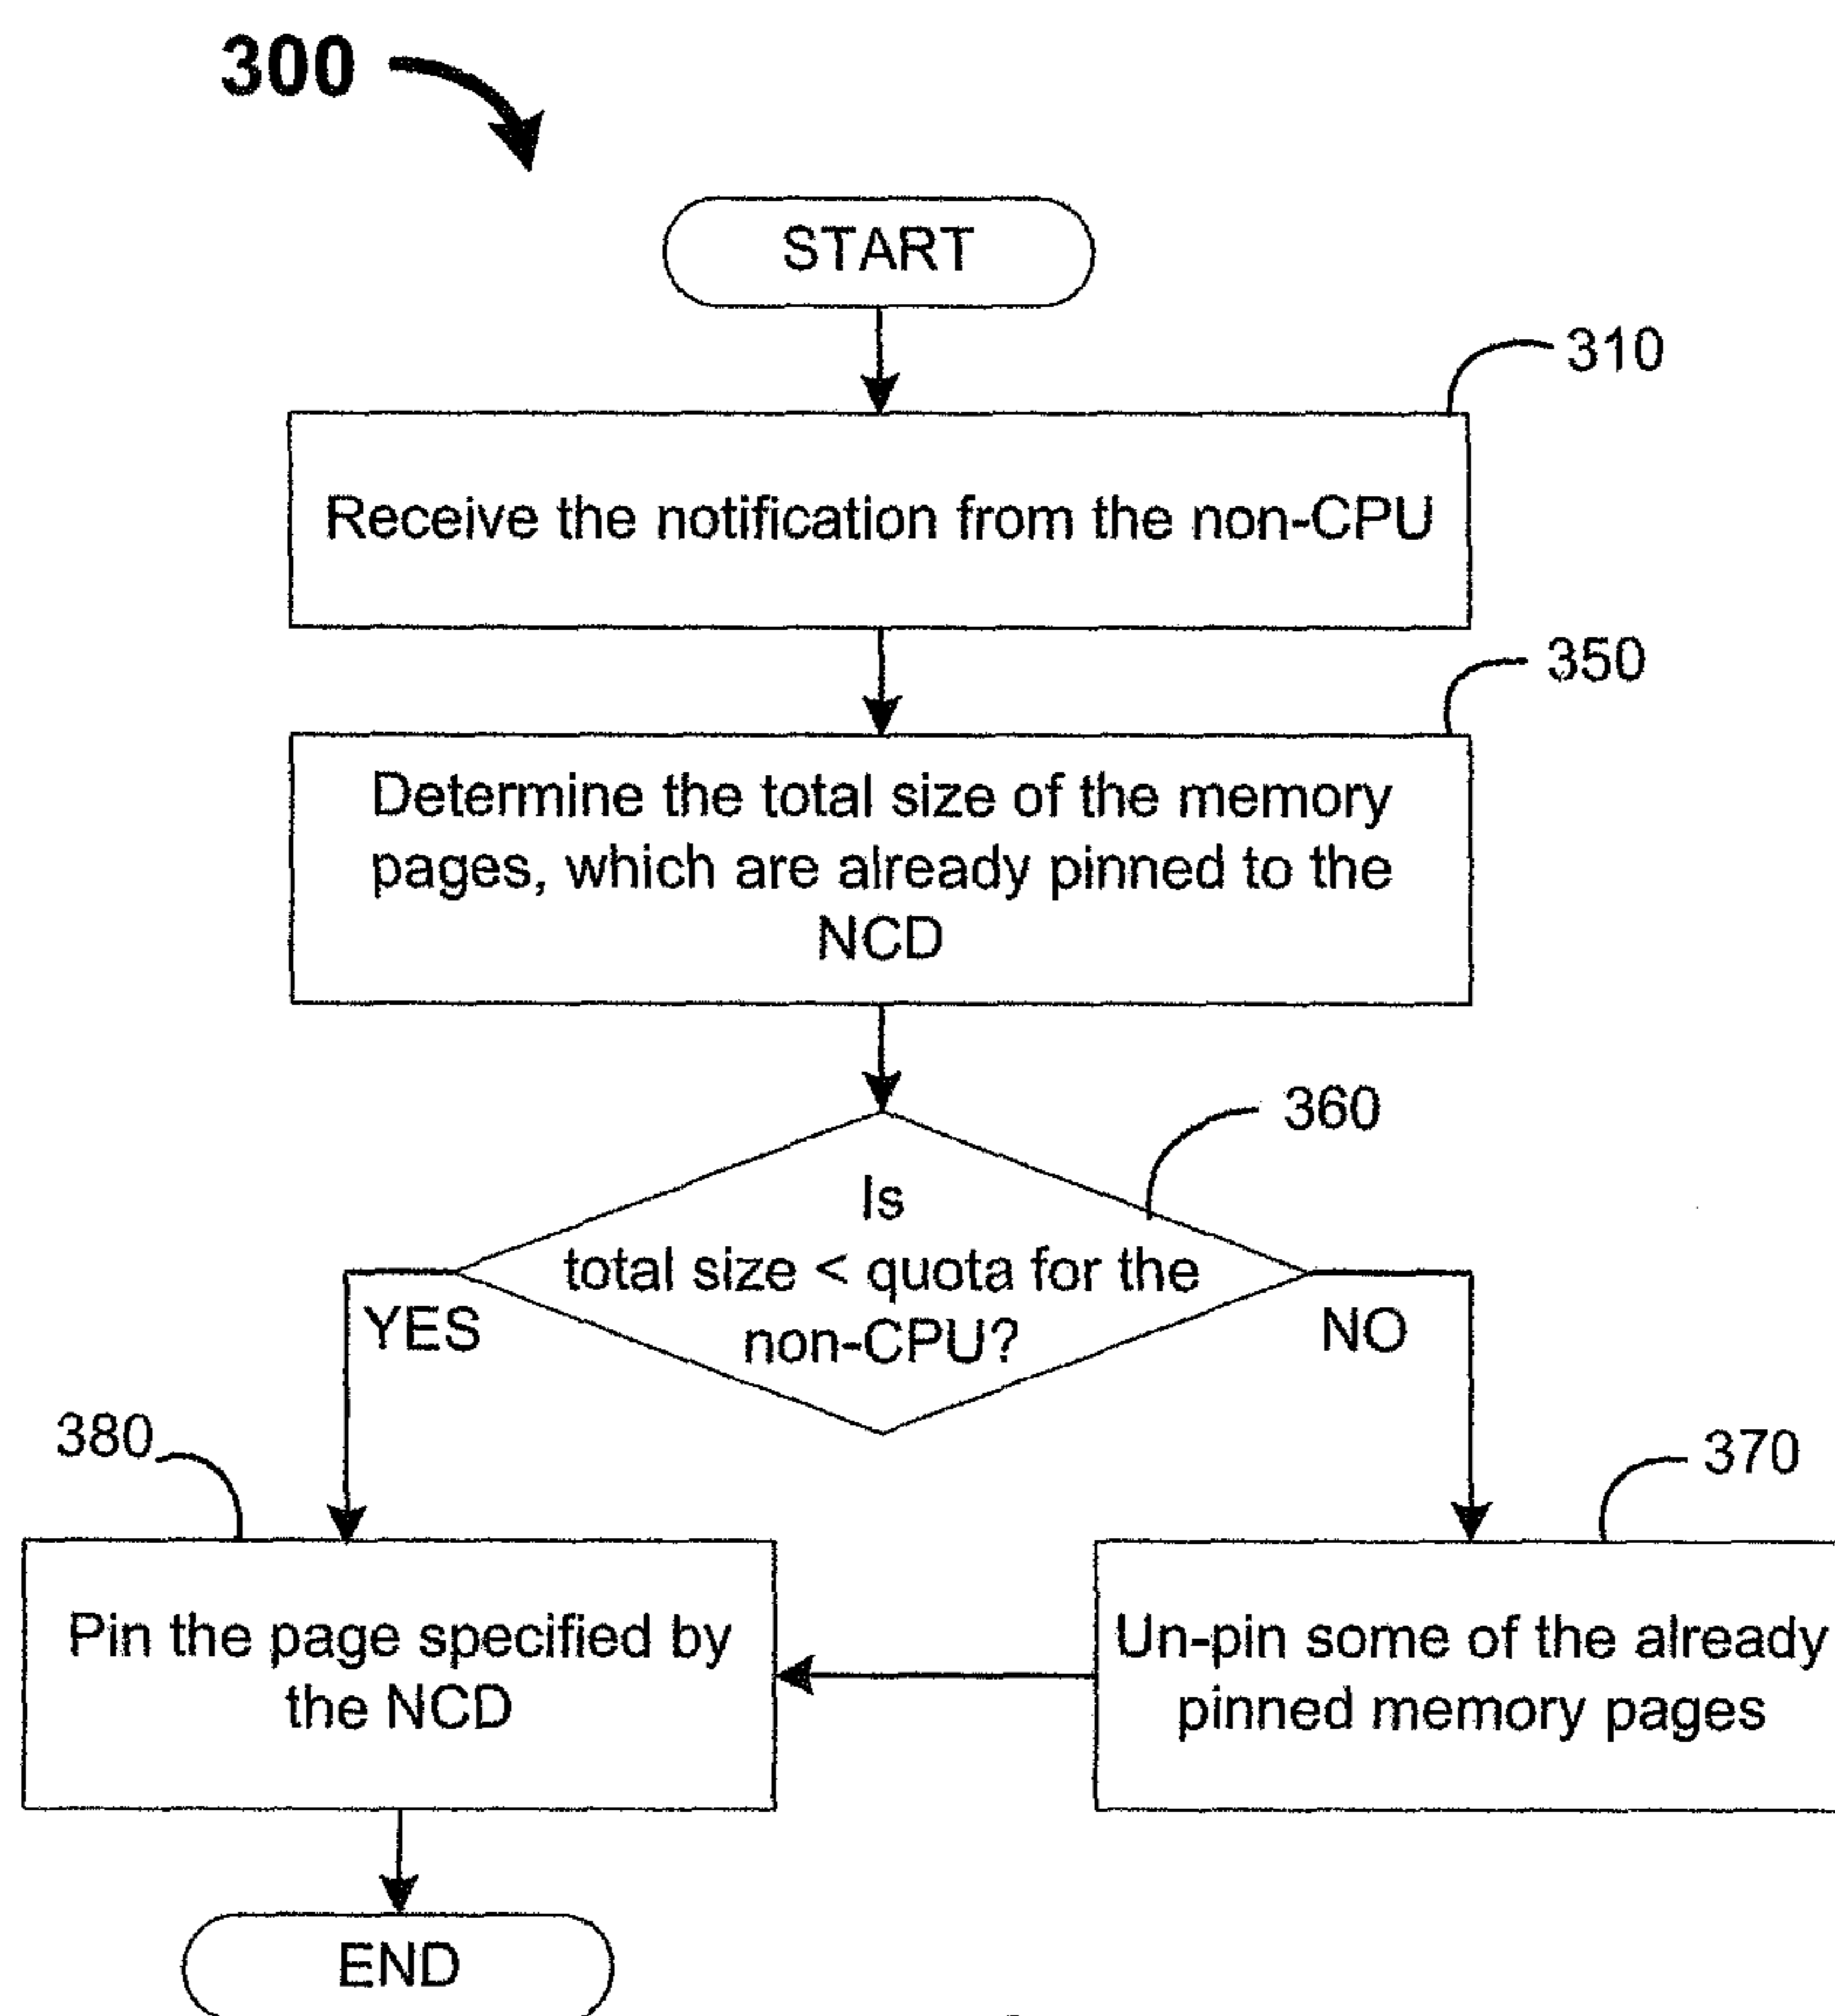 300
START
310
Receive the notification from the non-CPU
350
Determine the total size of the memory
pages, which are already pinned to the
NCD
360
Is
total size < quota for the
non-CPU?
YES
NO
380
370
Pin the page specified by
the NCD
Un-pin some of the already
pinned memory pages
END